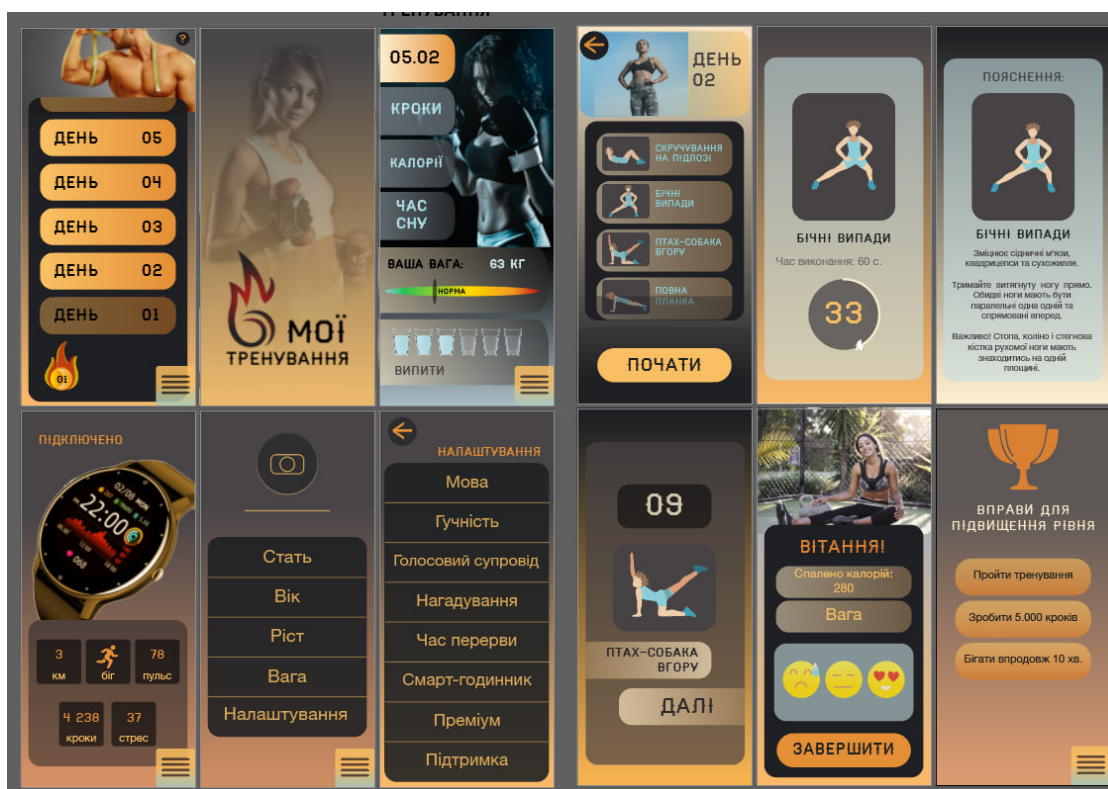 ТРЕНУВАННЯ
?
ДЕНЬ 05
ДЕНЬ 04
ДЕНЬ 03
ДЕНЬ 02
ДЕНЬ 01
01
МОЇ
ТРЕНУВАННЯ
05.02
КРОКИ
КАЛОРІЇ
ЧАС
СНУ
ВАША ВАГА: 63 КГ
НОРМА
ВИПИТИ
ДЕНЬ
02
СКРУЧУВАННЯ
НА ПІДЛОЗІ
БІЧНІ
ВИПАДИ
ПТАХ-СОБАКА
ВГОРУ
ПОВНА
ПЛАНКА
ПОЧАТИ
БІЧНІ ВИПАДИ
Час виконання: 60 с.
33
ПОЯСНЕННЯ:
БІЧНІ ВИПАДИ
Зміцнює сідничні м'язи,
квадрицепси та сухожилля.
Тримайте витягнуту ногу прямо.
Обидві ноги мають бути
паралельні одна одній та
спрямовані вперед.
Важливо! Стопа, коліно і стегнова
кістка рухомої ноги мають
знаходитись на одній
площині.
ПІДКЛЮЧЕНО
02/08 MON
22:00
068
3
км
біг
78
пульс
4 238
кроки
37
стрес
Стать
Вік
Ріст
Вага
Налаштування
НАЛАШТУВАННЯ
Мова
Гучність
Голосовий супровід
Нагадування
Час перерви
Смарт-годинник
Преміум
Підтримка
09
ПТАХ-СОБАКА
ВГОРУ
ДАЛІ
ВІТАННЯ!
Спалено калорій:
280
Вага
ЗАВЕРШИТИ
ВПРАВИ ДЛЯ
ПІДВИЩЕННЯ РІВНЯ
Пройти тренування
Зробити 5.000 кроків
Бігати впродовж 10 хв.